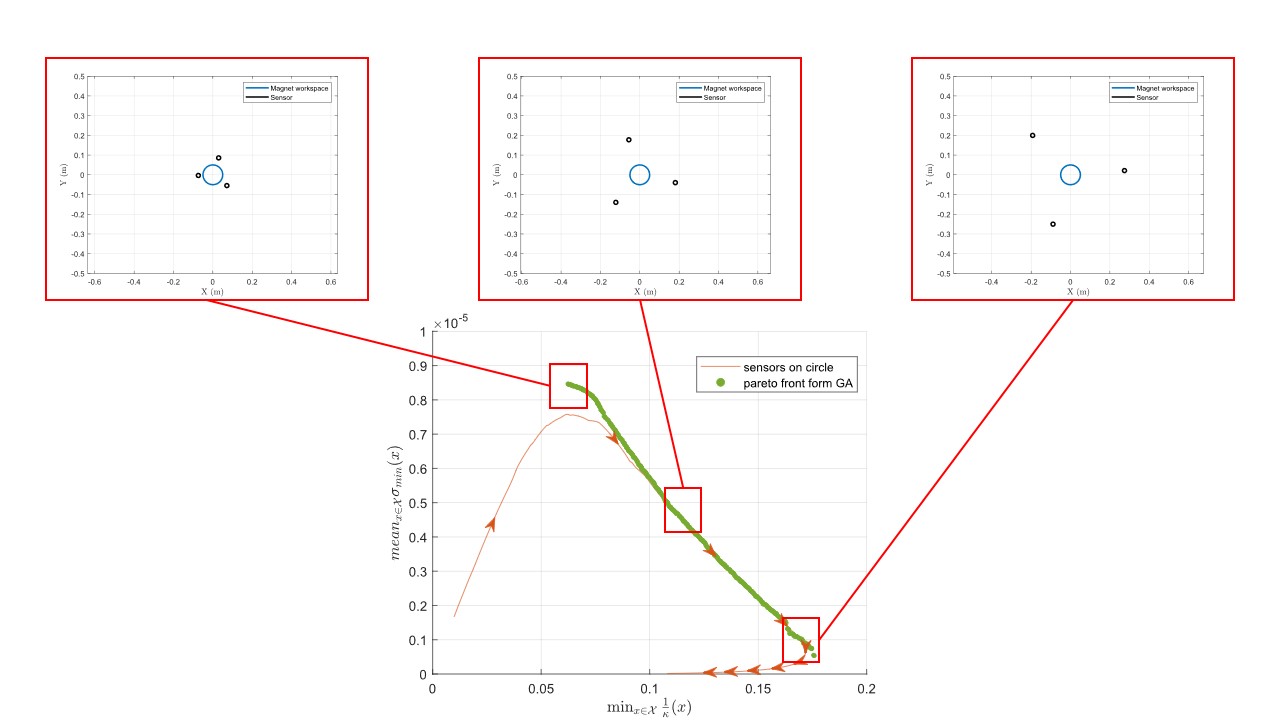 Magnet workspace
Sensor
0.5
0.4
0.3
0.2
0.1
0
-0.1
-0.2
-0.3
-0.4
-0.5
Y (m)
-0.6 -0.4 -0.2 0 0.2 0.4 0.6
X (m)
Magnet workspace
Sensor
0.5
0.4
0.3
0.2
0.1
0
-0.1
-0.2
-0.3
-0.4
-0.5
Y (m)
-0.6 -0.4 -0.2 0 0.2 0.4 0.6
X (m)
Magnet workspace
Sensor
0.5
0.4
0.3
0.2
0.1
0
-0.1
-0.2
-0.3
-0.4
-0.5
Y (m)
-0.4 -0.2 0 0.2 0.4 0.6
X (m)
×10⁻⁵
sensors on circle
pareto front form GA
1
0.9
0.8
0.7
0.6
0.5
0.4
0.3
0.2
0.1
0
mean_{x∈𝒳} σ_{min}(x)
0 0.05 0.1 0.15 0.2
min_{x∈𝒳} 1/κ (x)